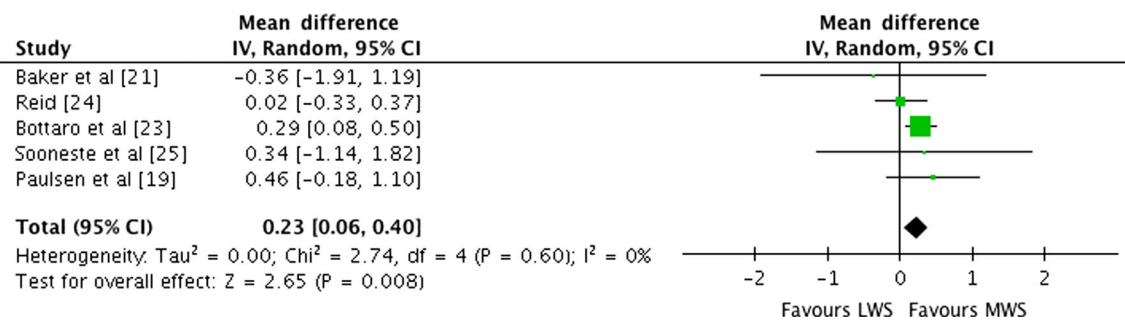 Mean difference Mean difference
Study IV, Random, 95% CI IV, Random, 95% CI
Baker et al [21] −0.36 [−1.91, 1.19]
Reid [24] 0.02 [−0.33, 0.37]
Bottaro et al [23] 0.29 [0.08, 0.50]
Sooneste et al [25] 0.34 [−1.14, 1.82]
Paulsen et al [19] 0.46 [−0.18, 1.10]
Total (95% CI) 0.23 [0.06, 0.40]
Heterogeneity: Tau² = 0.00; Chi² = 2.74, df = 4 (P = 0.60); I² = 0%
Test for overall effect: Z = 2.65 (P = 0.008)
−2 −1 0 1 2
Favours LWS Favours MWS